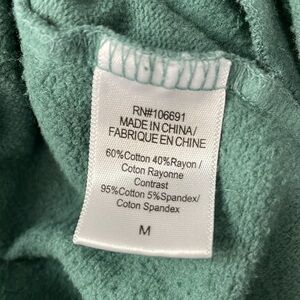 RN#106691
MADE IN CHINA/
FABRIQUE EN CHINE
60%Cotton 40%Rayon/
Coton Rayonne
Contrast
95%Cotton 5%Spandex/
Coton Spandex
M